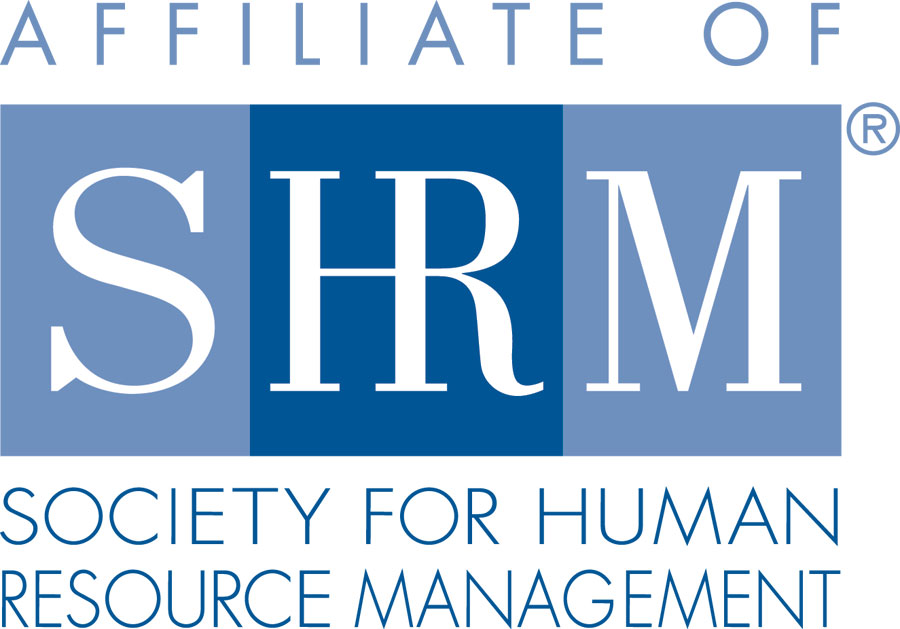 AFFILIATE OF
SHRM®
SOCIETY FOR HUMAN
RESOURCE MANAGEMENT